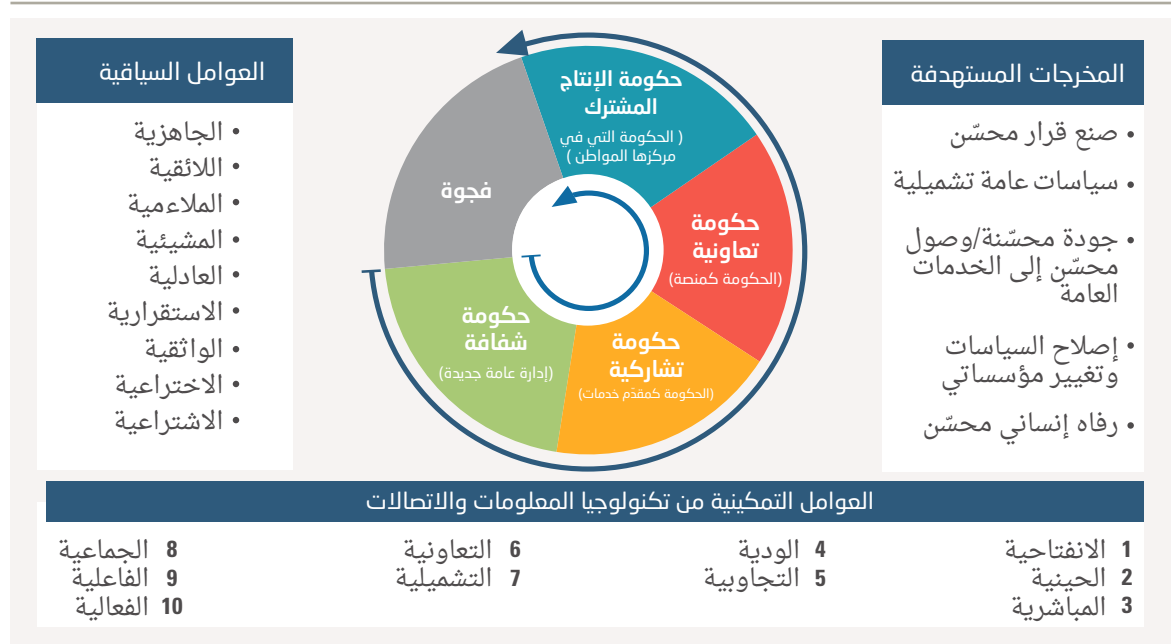 المخرجات المستهدفة
• صنع قرار محسّن
• سياسات عامة تشميلية
• جودة محسّنة/وصول
محسّن إلى الخدمات
العامة
• إصلاح السياسات
وتغيير مؤسساتي
• رفاه إنساني محسّن
حكومة الإنتاج
المشترك
( الحكومة التي في
مركزها المواطن )
حكومة
تعاونية
(الحكومة كمنصة)
حكومة
تشاركية
(الحكومة كمقدّم خدمات)
حكومة
شفافة
(إدارة عامة جديدة)
فجوة
العوامل السياقية
• الجاهزية
• اللائقية
• الملاءمية
• المشيئية
• العادلية
• الاستقرارية
• الواثقية
• الاختراعية
• الاشتراعية
العوامل التمكينية من تكنولوجيا المعلومات والاتصالات
1 الانفتاحية
2 الحينية
3 المباشرية
4 الودية
5 التجاوبية
6 التعاونية
7 التشميلية
8 الجماعية
9 الفاعلية
10 الفعالية